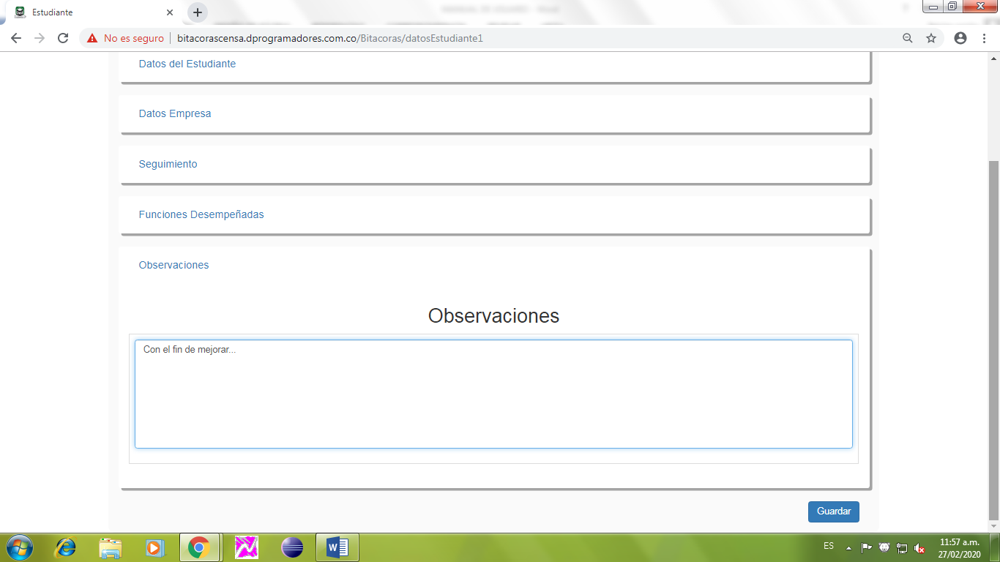 Estudiante
No es seguro
bitacorascensa.dprogramadores.com.co/Bitacoras/datosEstudiante1
Datos del Estudiante
Datos Empresa
Seguimiento
Funciones Desempeñadas
Observaciones
Observaciones
Con el fin de mejorar...
Guardar
ES
11:57 a.m.
27/02/2020